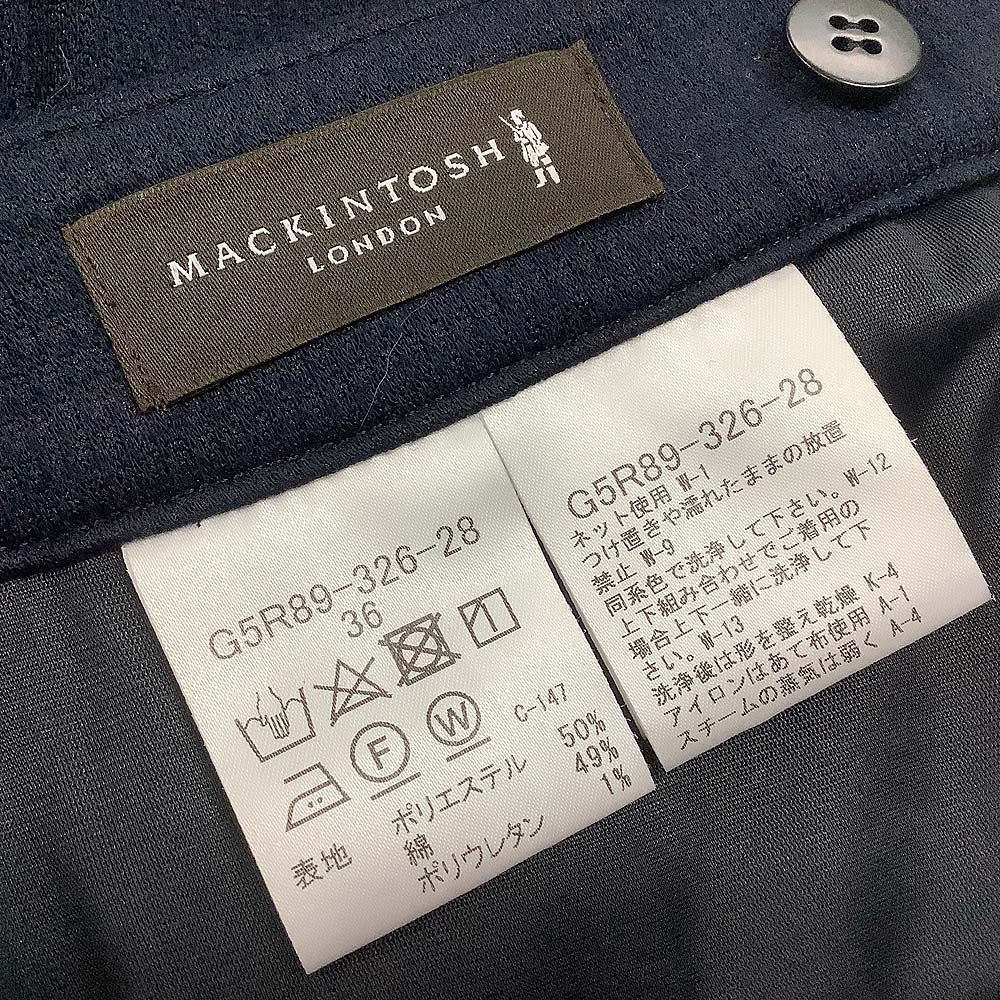 MACKINTOSH
LONDON
G5R89-326-28
36
F W
C-147
表地 ポリエステル 50%
綿 49%
ポリウレタン 1%
G5R89-326-28
ネット使用 W-1
つけ置きや濡れたままの放置
禁止 W-9
同系色で洗浄して下さい。W-12
上下組み合わせでご着用の
場合上下一緒に洗浄して下
さい。W-13
洗浄後は形を整え乾燥 K-4
アイロンはあて布使用 A-1
スチームの蒸気は弱く A-4